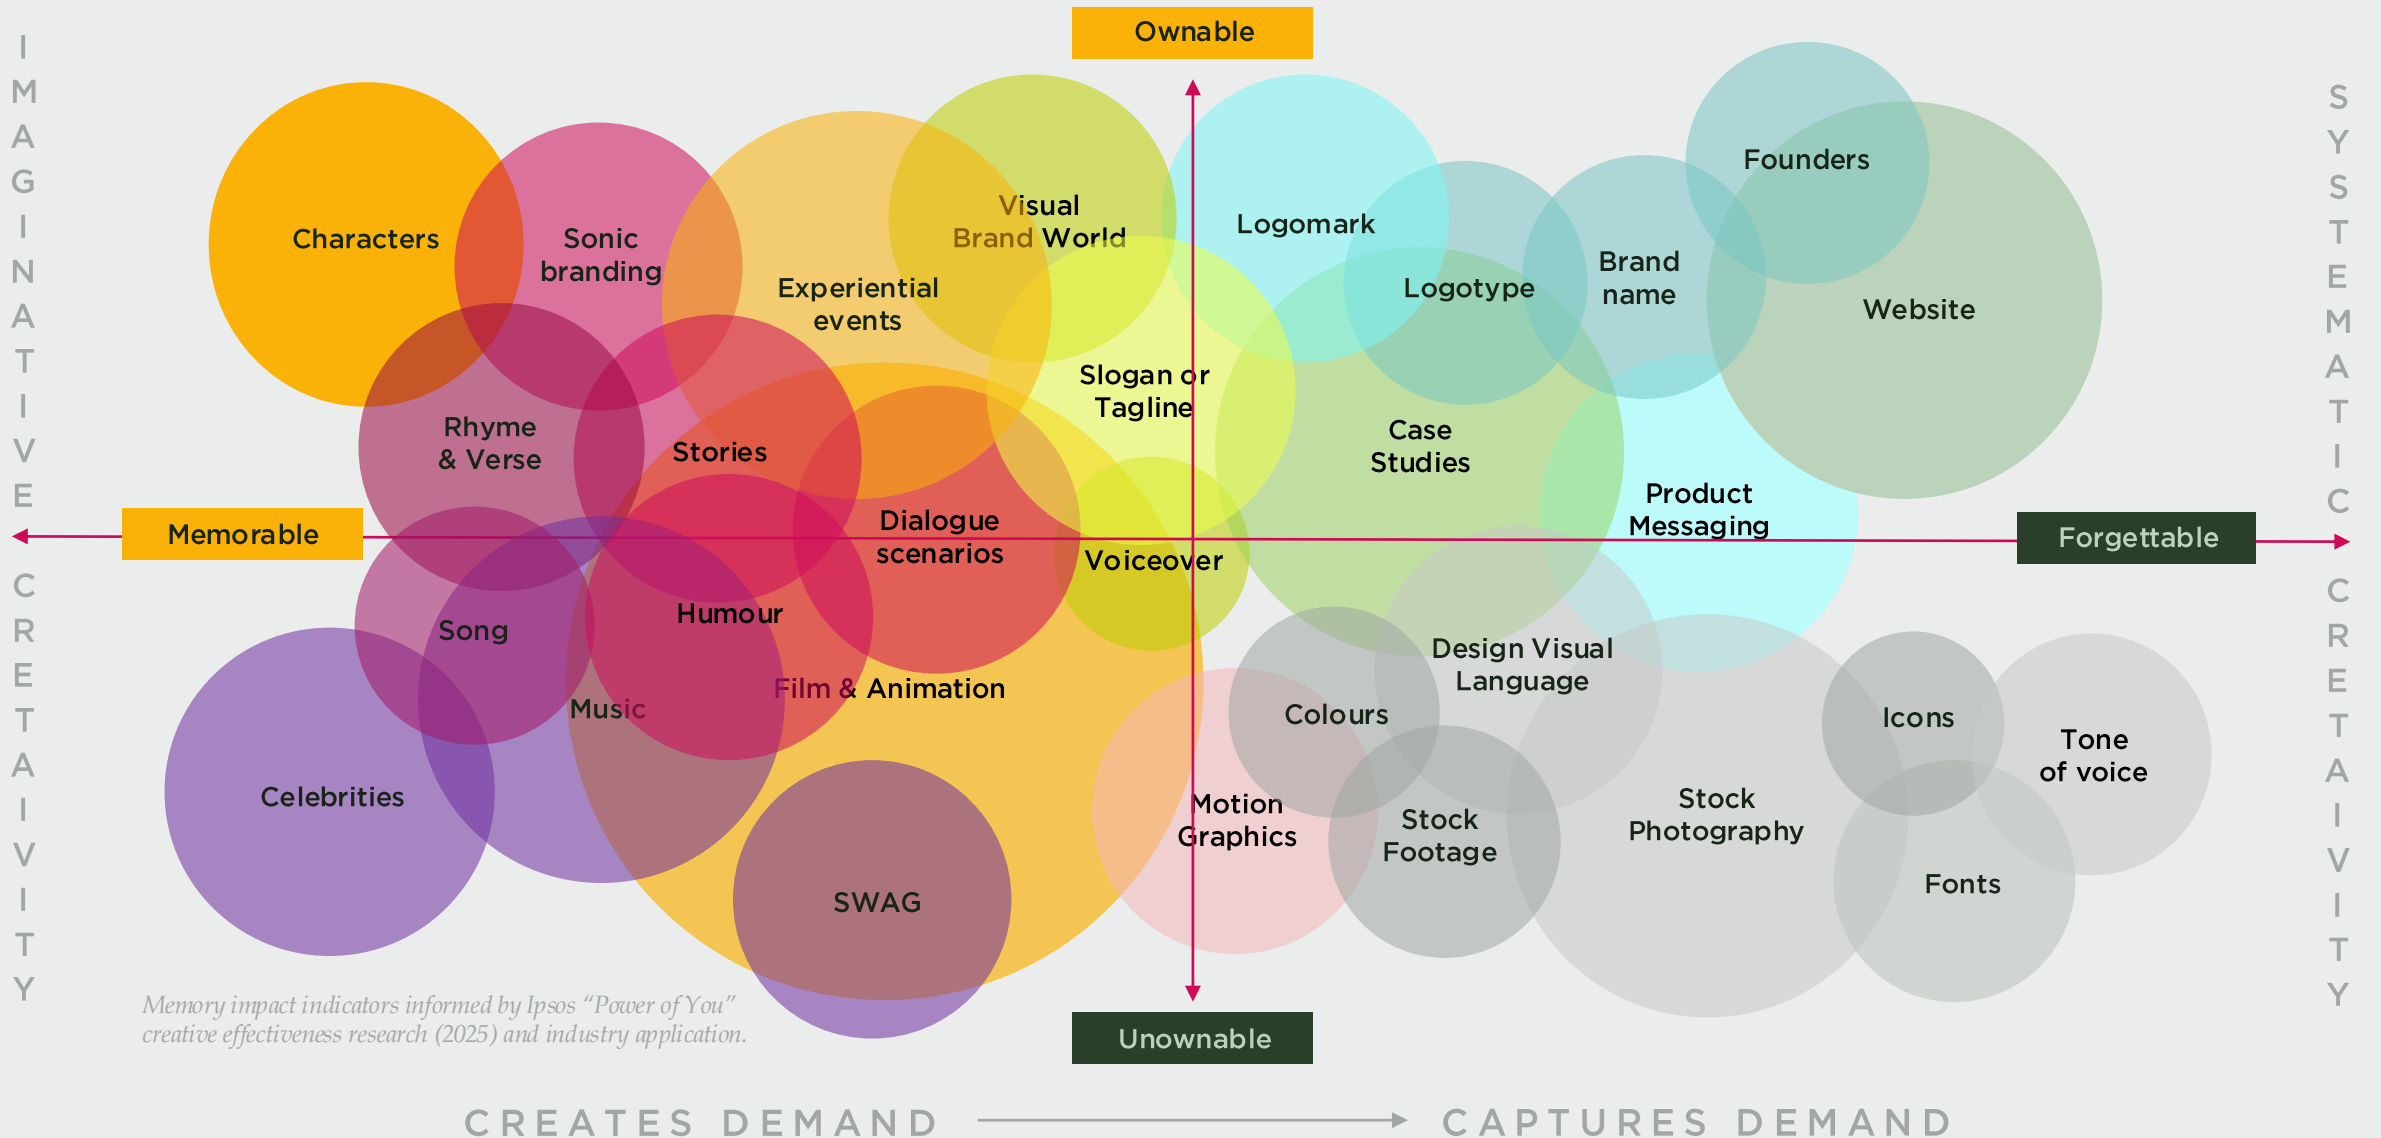 Ownable
IMAGINATIVE CRETAIVITY
SYSTEMATIC CRETAIVITY
Founders
Visual
Brand World
Logomark
Characters
Sonic
branding
Experiential
events
Logotype
Brand
name
Website
Slogan or
Tagline
Rhyme
& Verse
Stories
Case
Studies
Product
Messaging
Memorable
Dialogue
scenarios
Voiceover
Forgettable
Song
Humour
Design Visual
Language
Film & Animation
Music
Colours
Icons
Tone
of voice
Celebrities
Motion
Graphics
Stock
Footage
Stock
Photography
Fonts
SWAG
Memory impact indicators informed by Ipsos “Power of You”
creative effectiveness research (2025) and industry application.
Unownable
CREATES DEMAND
CAPTURES DEMAND